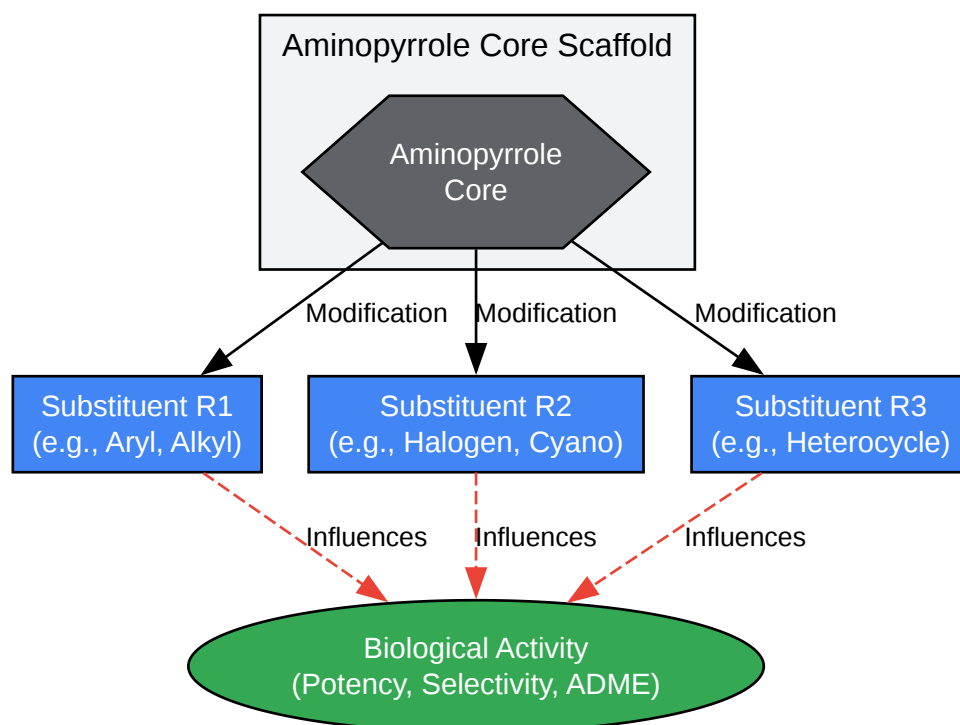 Aminopyrrole Core Scaffold
Aminopyrrole
Core
Modification
Modification
Modification
Substituent R1
(e.g., Aryl, Alkyl)
Substituent R2
(e.g., Halogen, Cyano)
Substituent R3
(e.g., Heterocycle)
Influences
Influences
Influences
Biological Activity
(Potency, Selectivity, ADME)